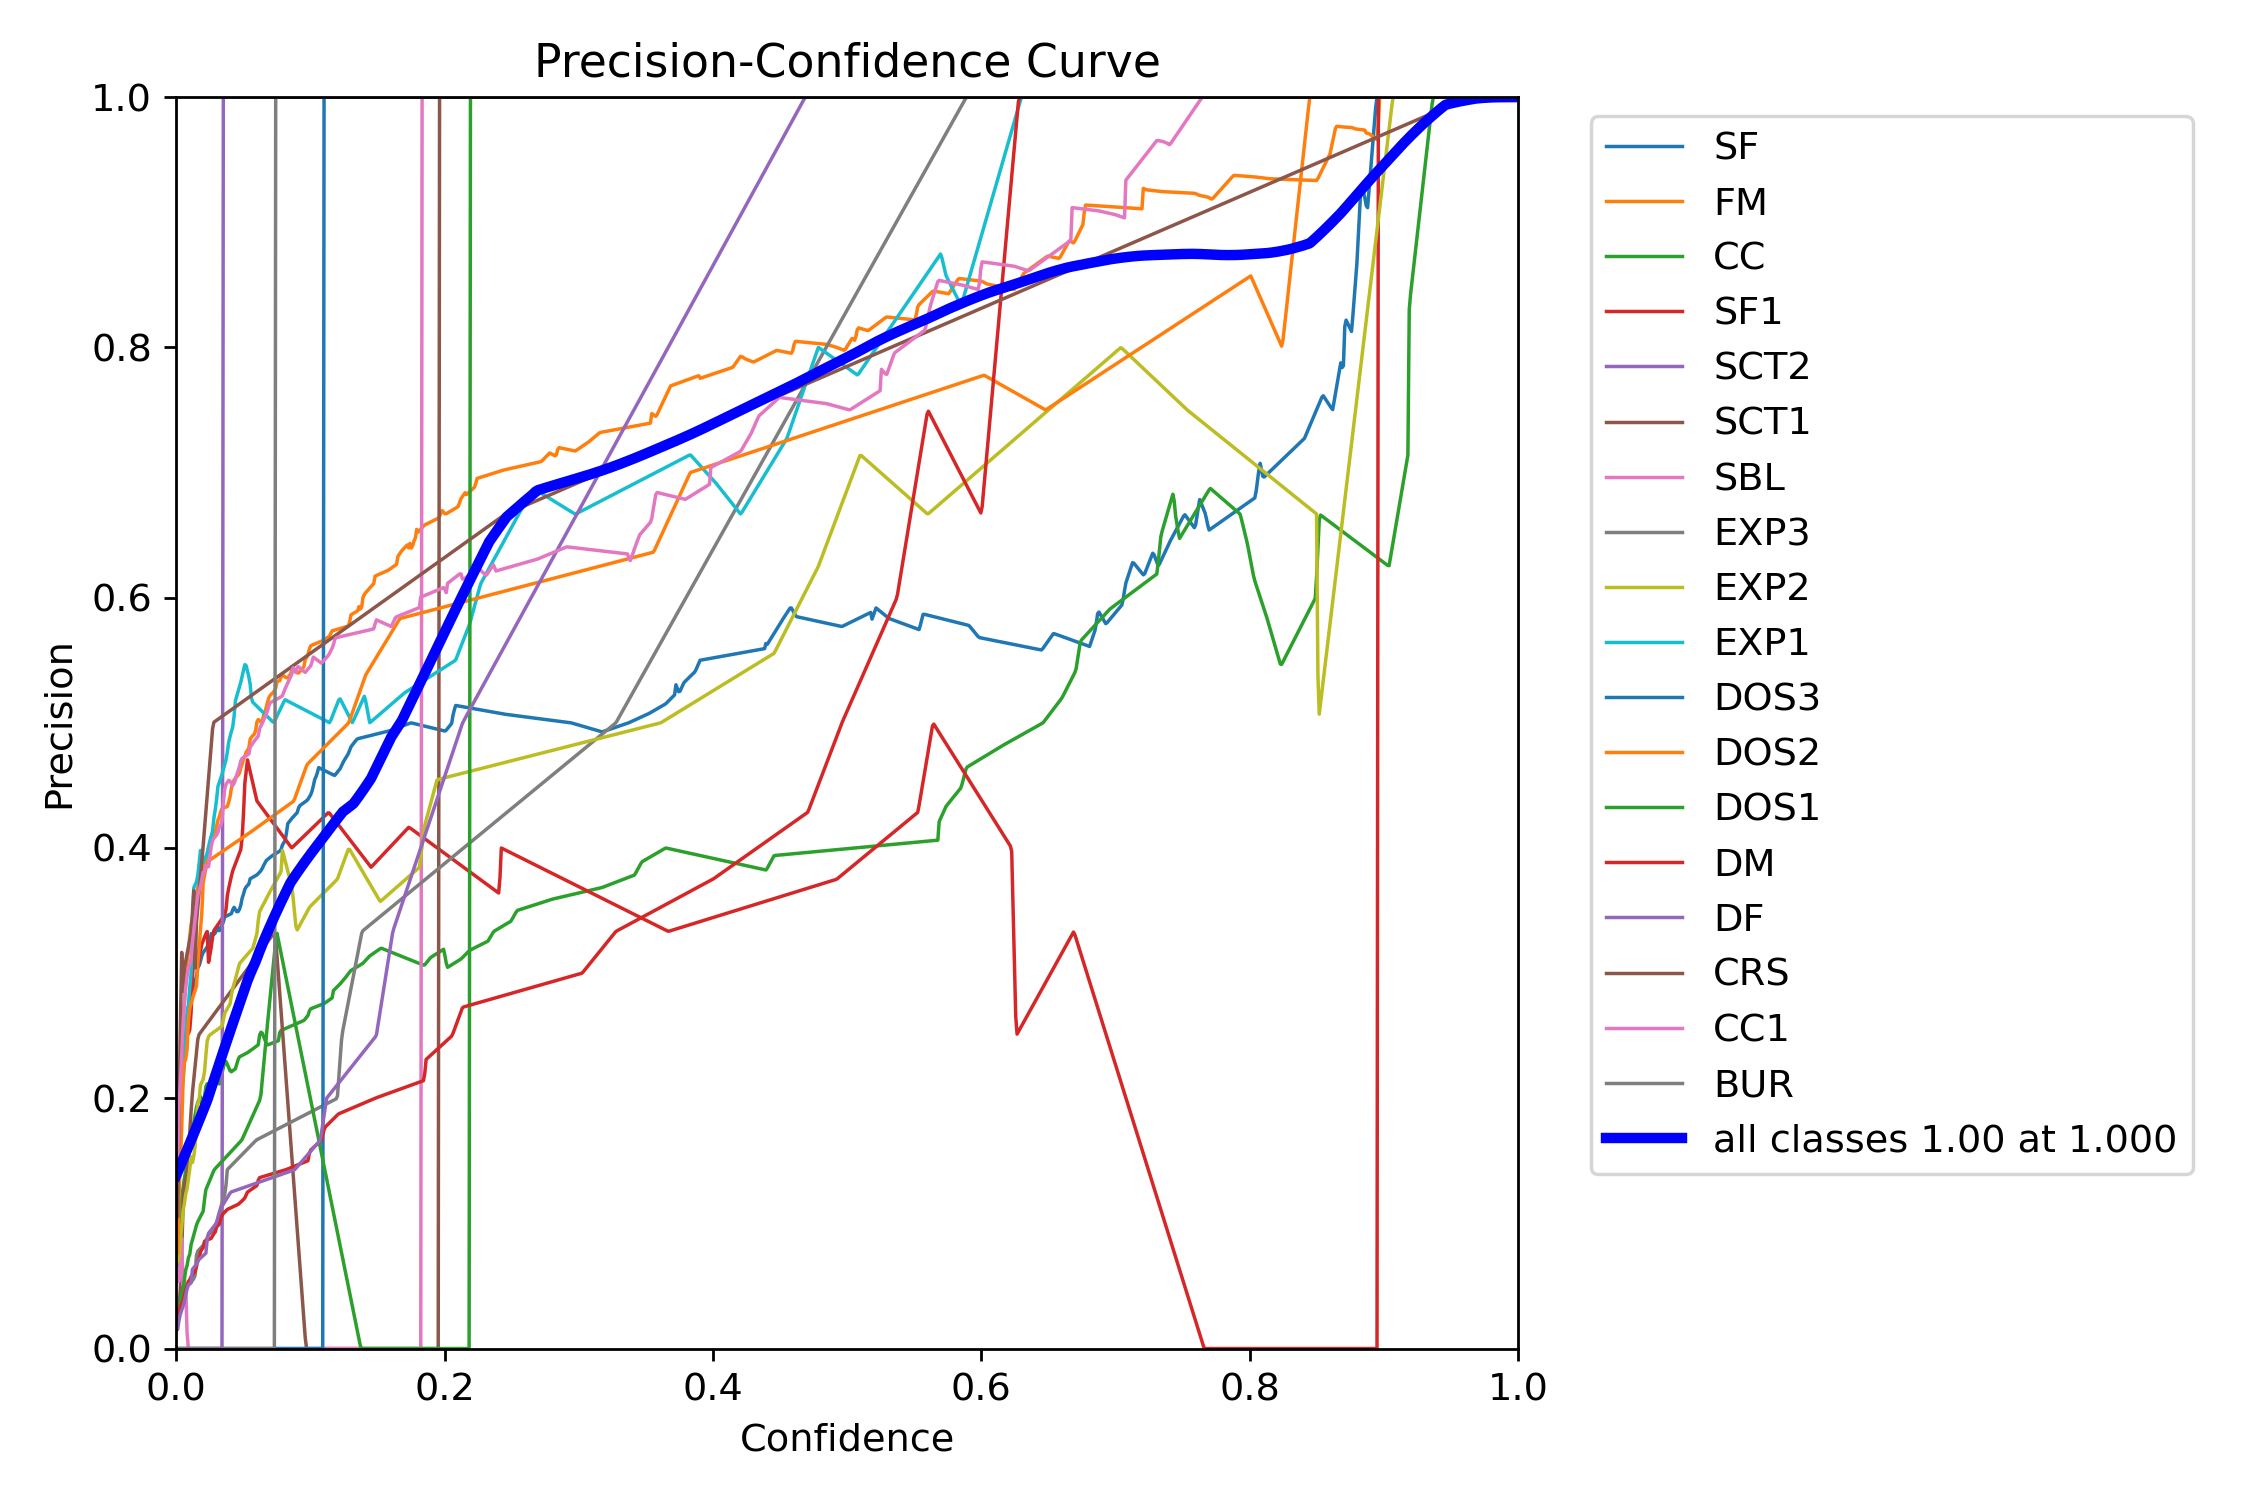 Precision-Confidence Curve
1.0
0.8
0.6
0.4
0.2
0.0
Precision
0.0 0.2 0.4 0.6 0.8 1.0
Confidence
SF
FM
CC
SF1
SCT2
SCT1
SBL
EXP3
EXP2
EXP1
DOS3
DOS2
DOS1
DM
DF
CRS
CC1
BUR
all classes 1.00 at 1.000